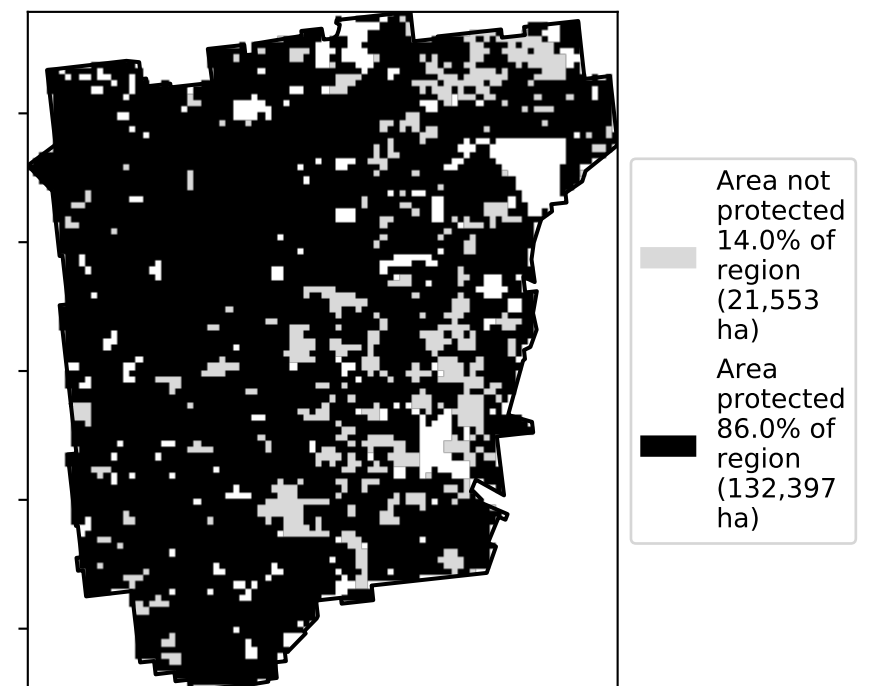 Area not
protected
14.0% of
region
(21,553
ha)
Area
protected
86.0% of
region
(132,397
ha)